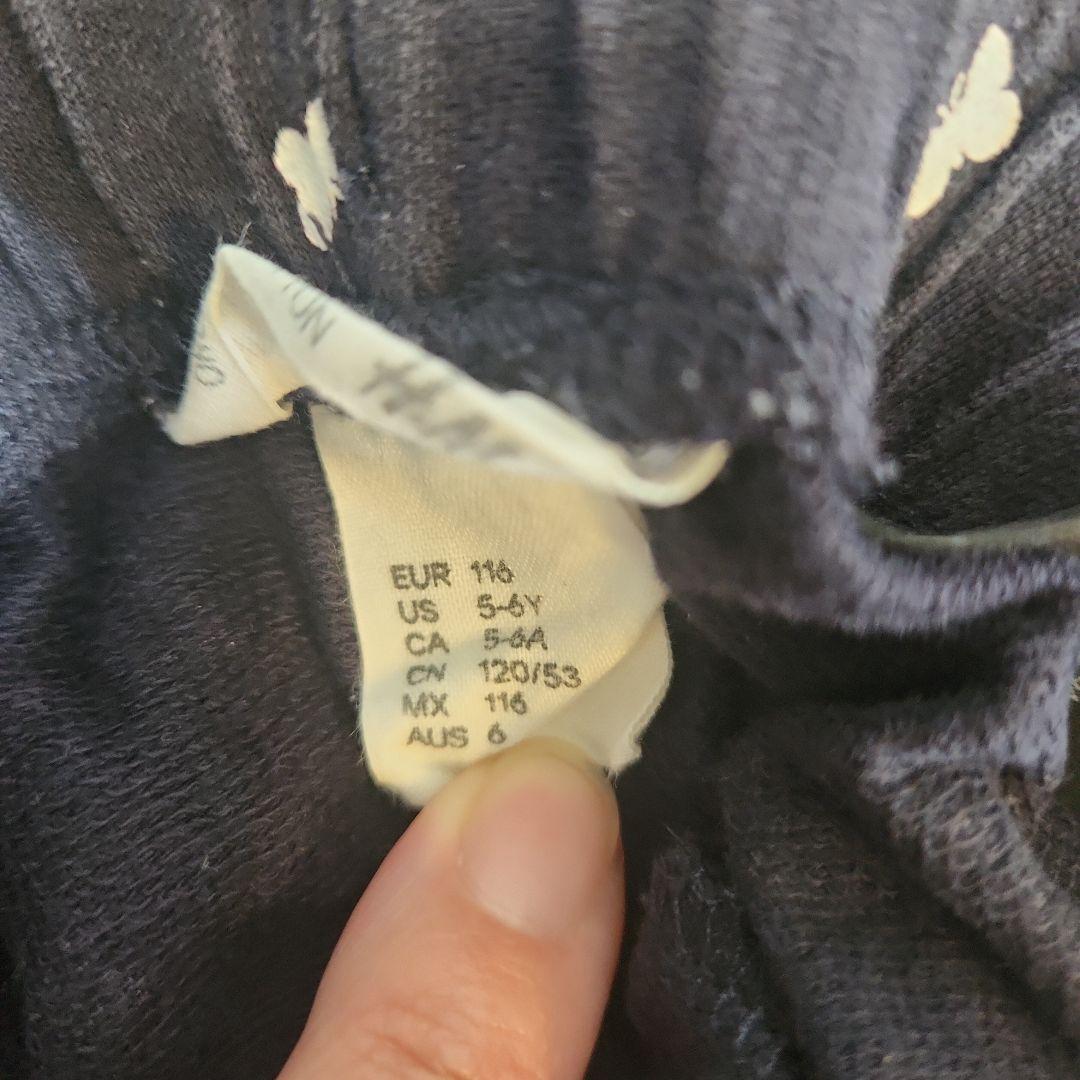 EUR 116
US 5-6Y
CA 5-6A
CN 120/53
MX 116
AUS 6